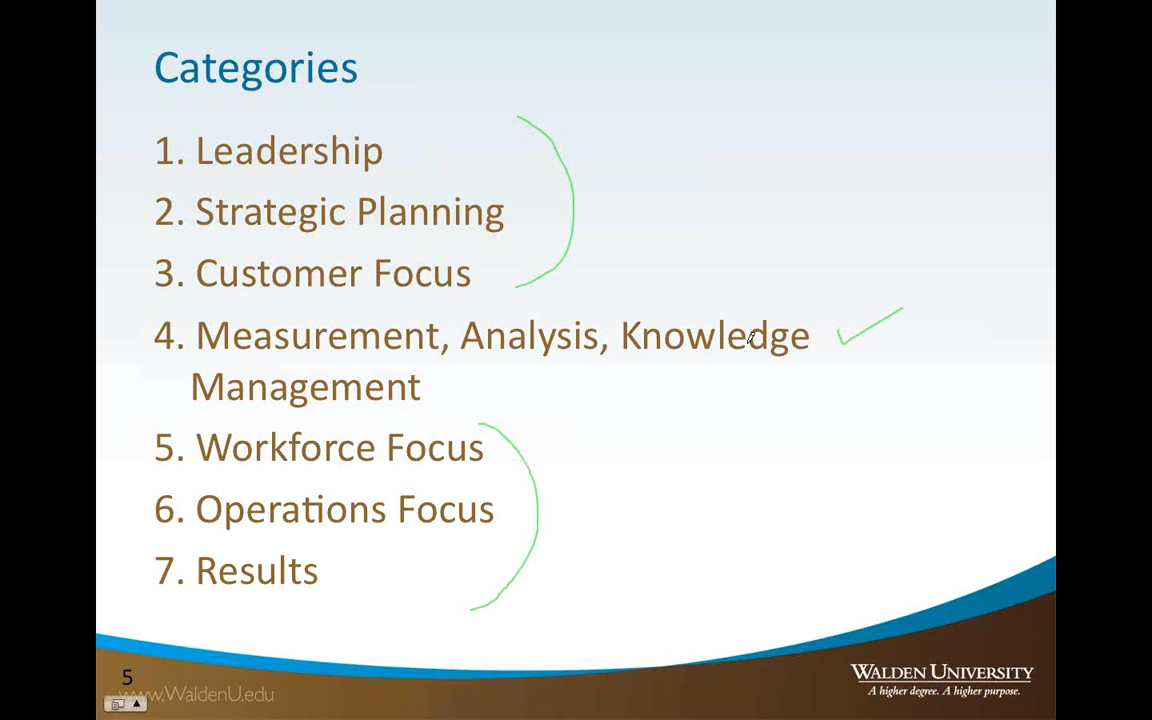 Categories
1. Leadership
2. Strategic Planning
3. Customer Focus
4. Measurement, Analysis, Knowledge
Management
5. Workforce Focus
6. Operations Focus
7. Results
5
www.WaldenU.edu
WALDEN UNIVERSITY
A higher degree. A higher purpose.